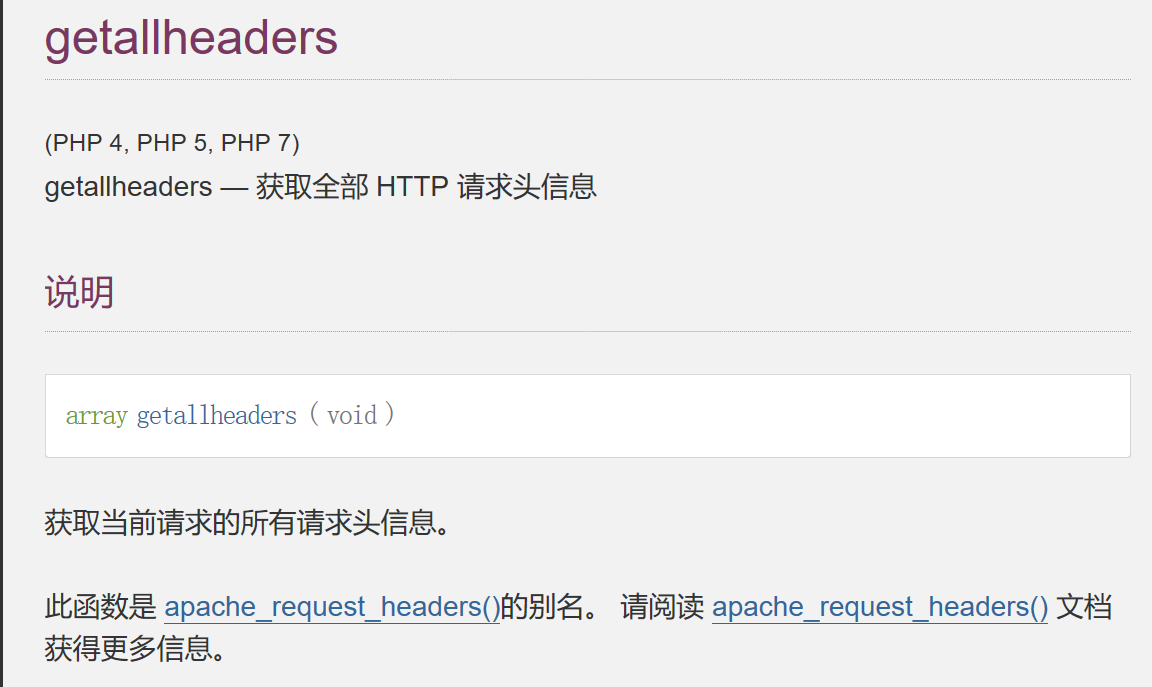 getallheaders
(PHP 4, PHP 5, PHP 7)
getallheaders — 获取全部 HTTP 请求头信息
说明
array getallheaders ( void )
获取当前请求的所有请求头信息。
此函数是 apache_request_headers()的别名。 请阅读 apache_request_headers() 文档
获得更多信息。